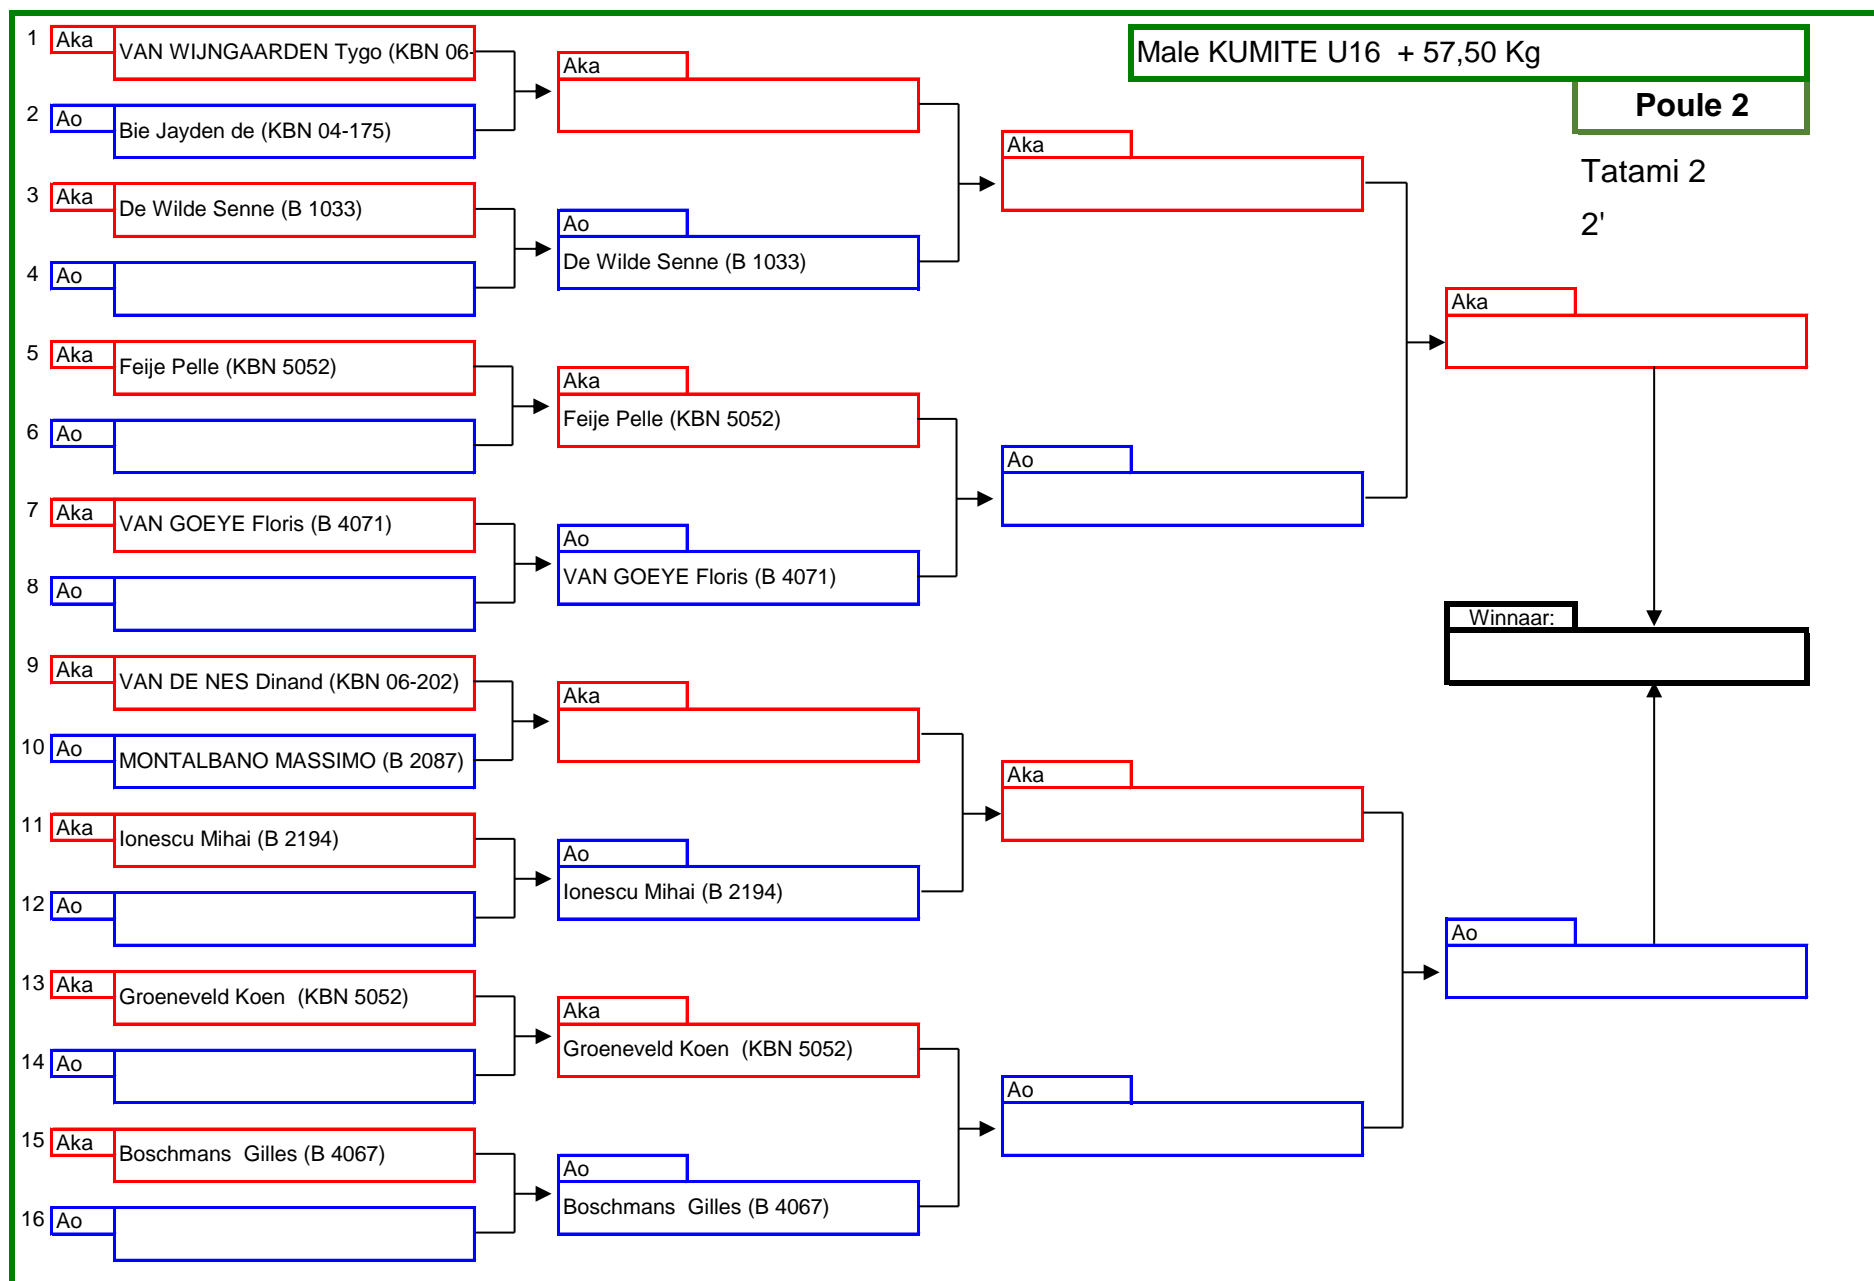 Male KUMITE U16  + 57,50 Kg
Poule 2
Tatami 2
2'
1 Aka
VAN WIJNGAARDEN Tygo (KBN 06-
2 Ao
Bie Jayden de (KBN 04-175)
3 Aka
De Wilde Senne (B 1033)
4 Ao
5 Aka
Feije Pelle (KBN 5052)
6 Ao
7 Aka
VAN GOEYE Floris (B 4071)
8 Ao
9 Aka
VAN DE NES Dinand (KBN 06-202)
10 Ao
MONTALBANO MASSIMO (B 2087)
11 Aka
Ionescu Mihai (B 2194)
12 Ao
13 Aka
Groeneveld Koen  (KBN 5052)
14 Ao
15 Aka
Boschmans  Gilles (B 4067)
16 Ao
Aka
Ao
De Wilde Senne (B 1033)
Aka
Feije Pelle (KBN 5052)
Ao
VAN GOEYE Floris (B 4071)
Aka
Ao
Ionescu Mihai (B 2194)
Aka
Groeneveld Koen  (KBN 5052)
Ao
Boschmans  Gilles (B 4067)
Aka
Ao
Aka
Ao
Aka
Winnaar:
Ao